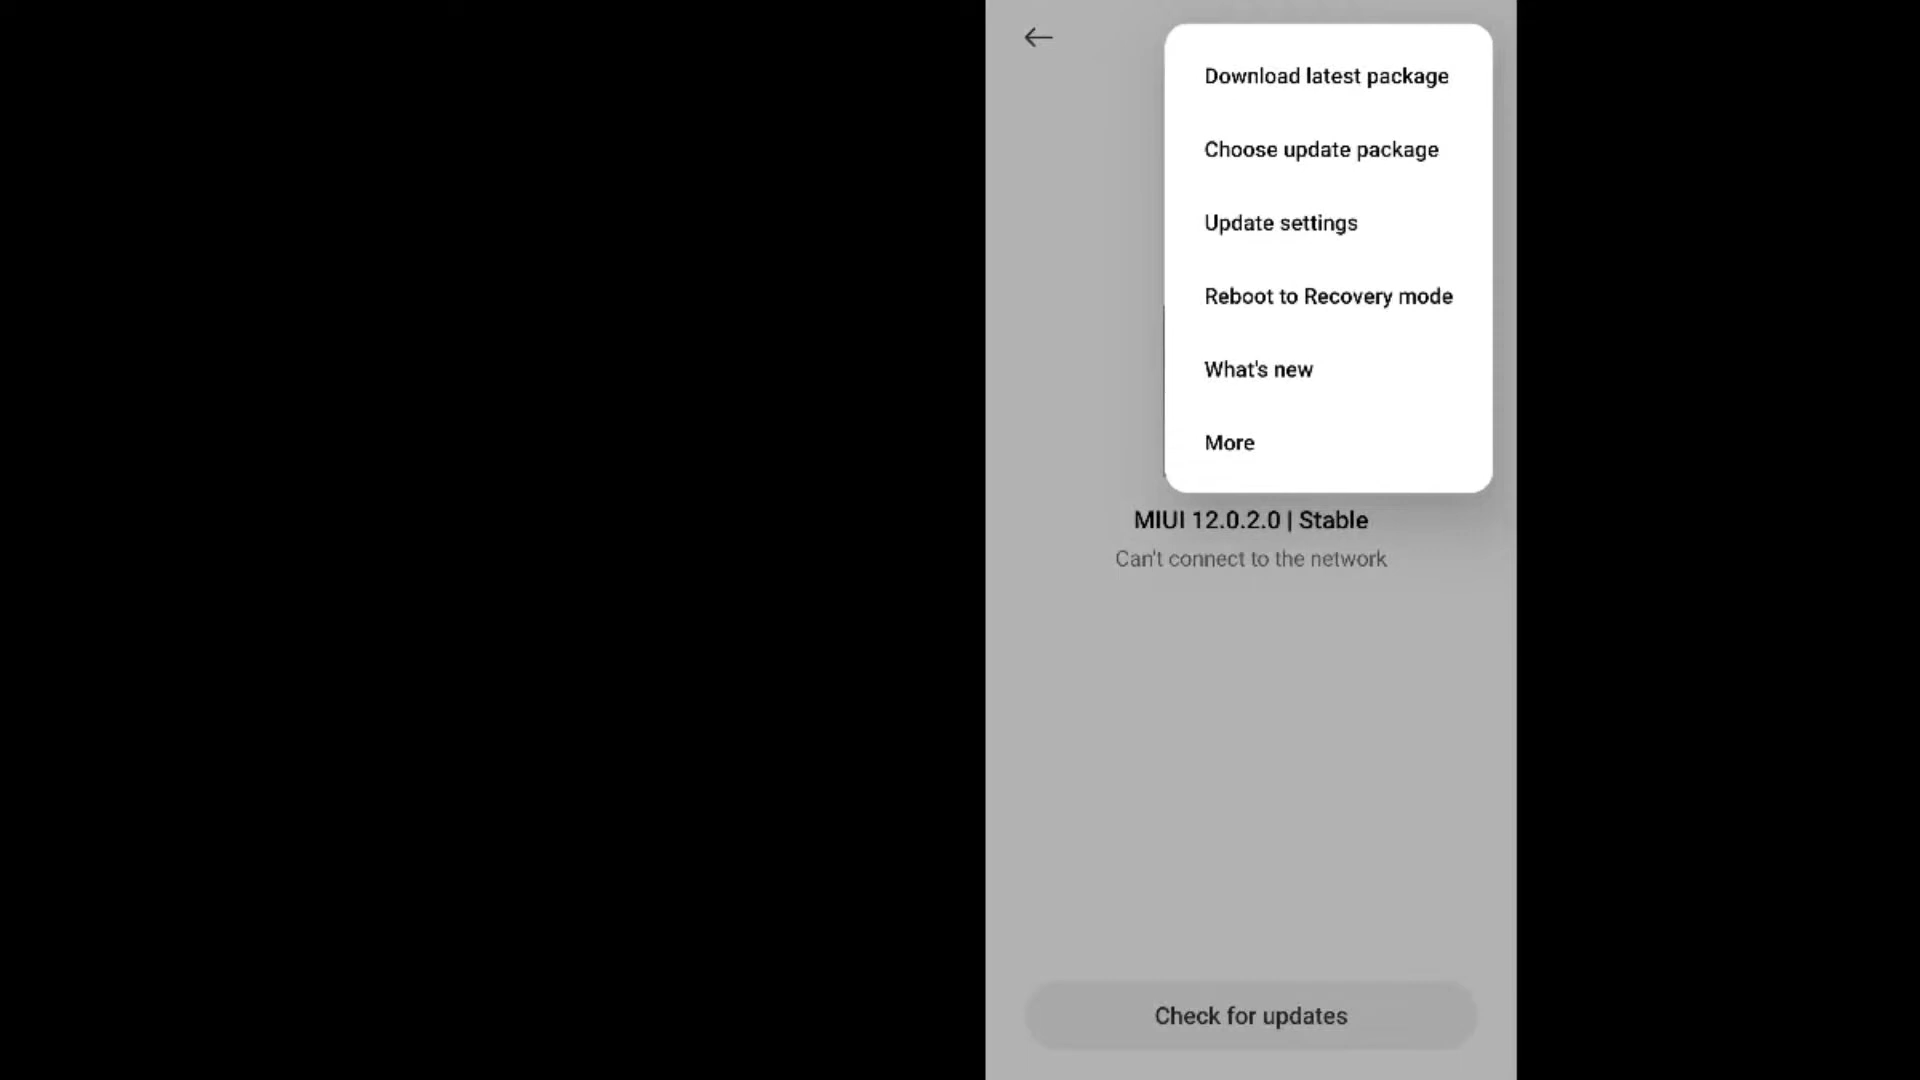 Download latest package
Choose update package
Update settings
Reboot to Recovery mode
What's new
More
MIUI 12.0.2.0 | Stable
Can't connect to the network
Check for updates